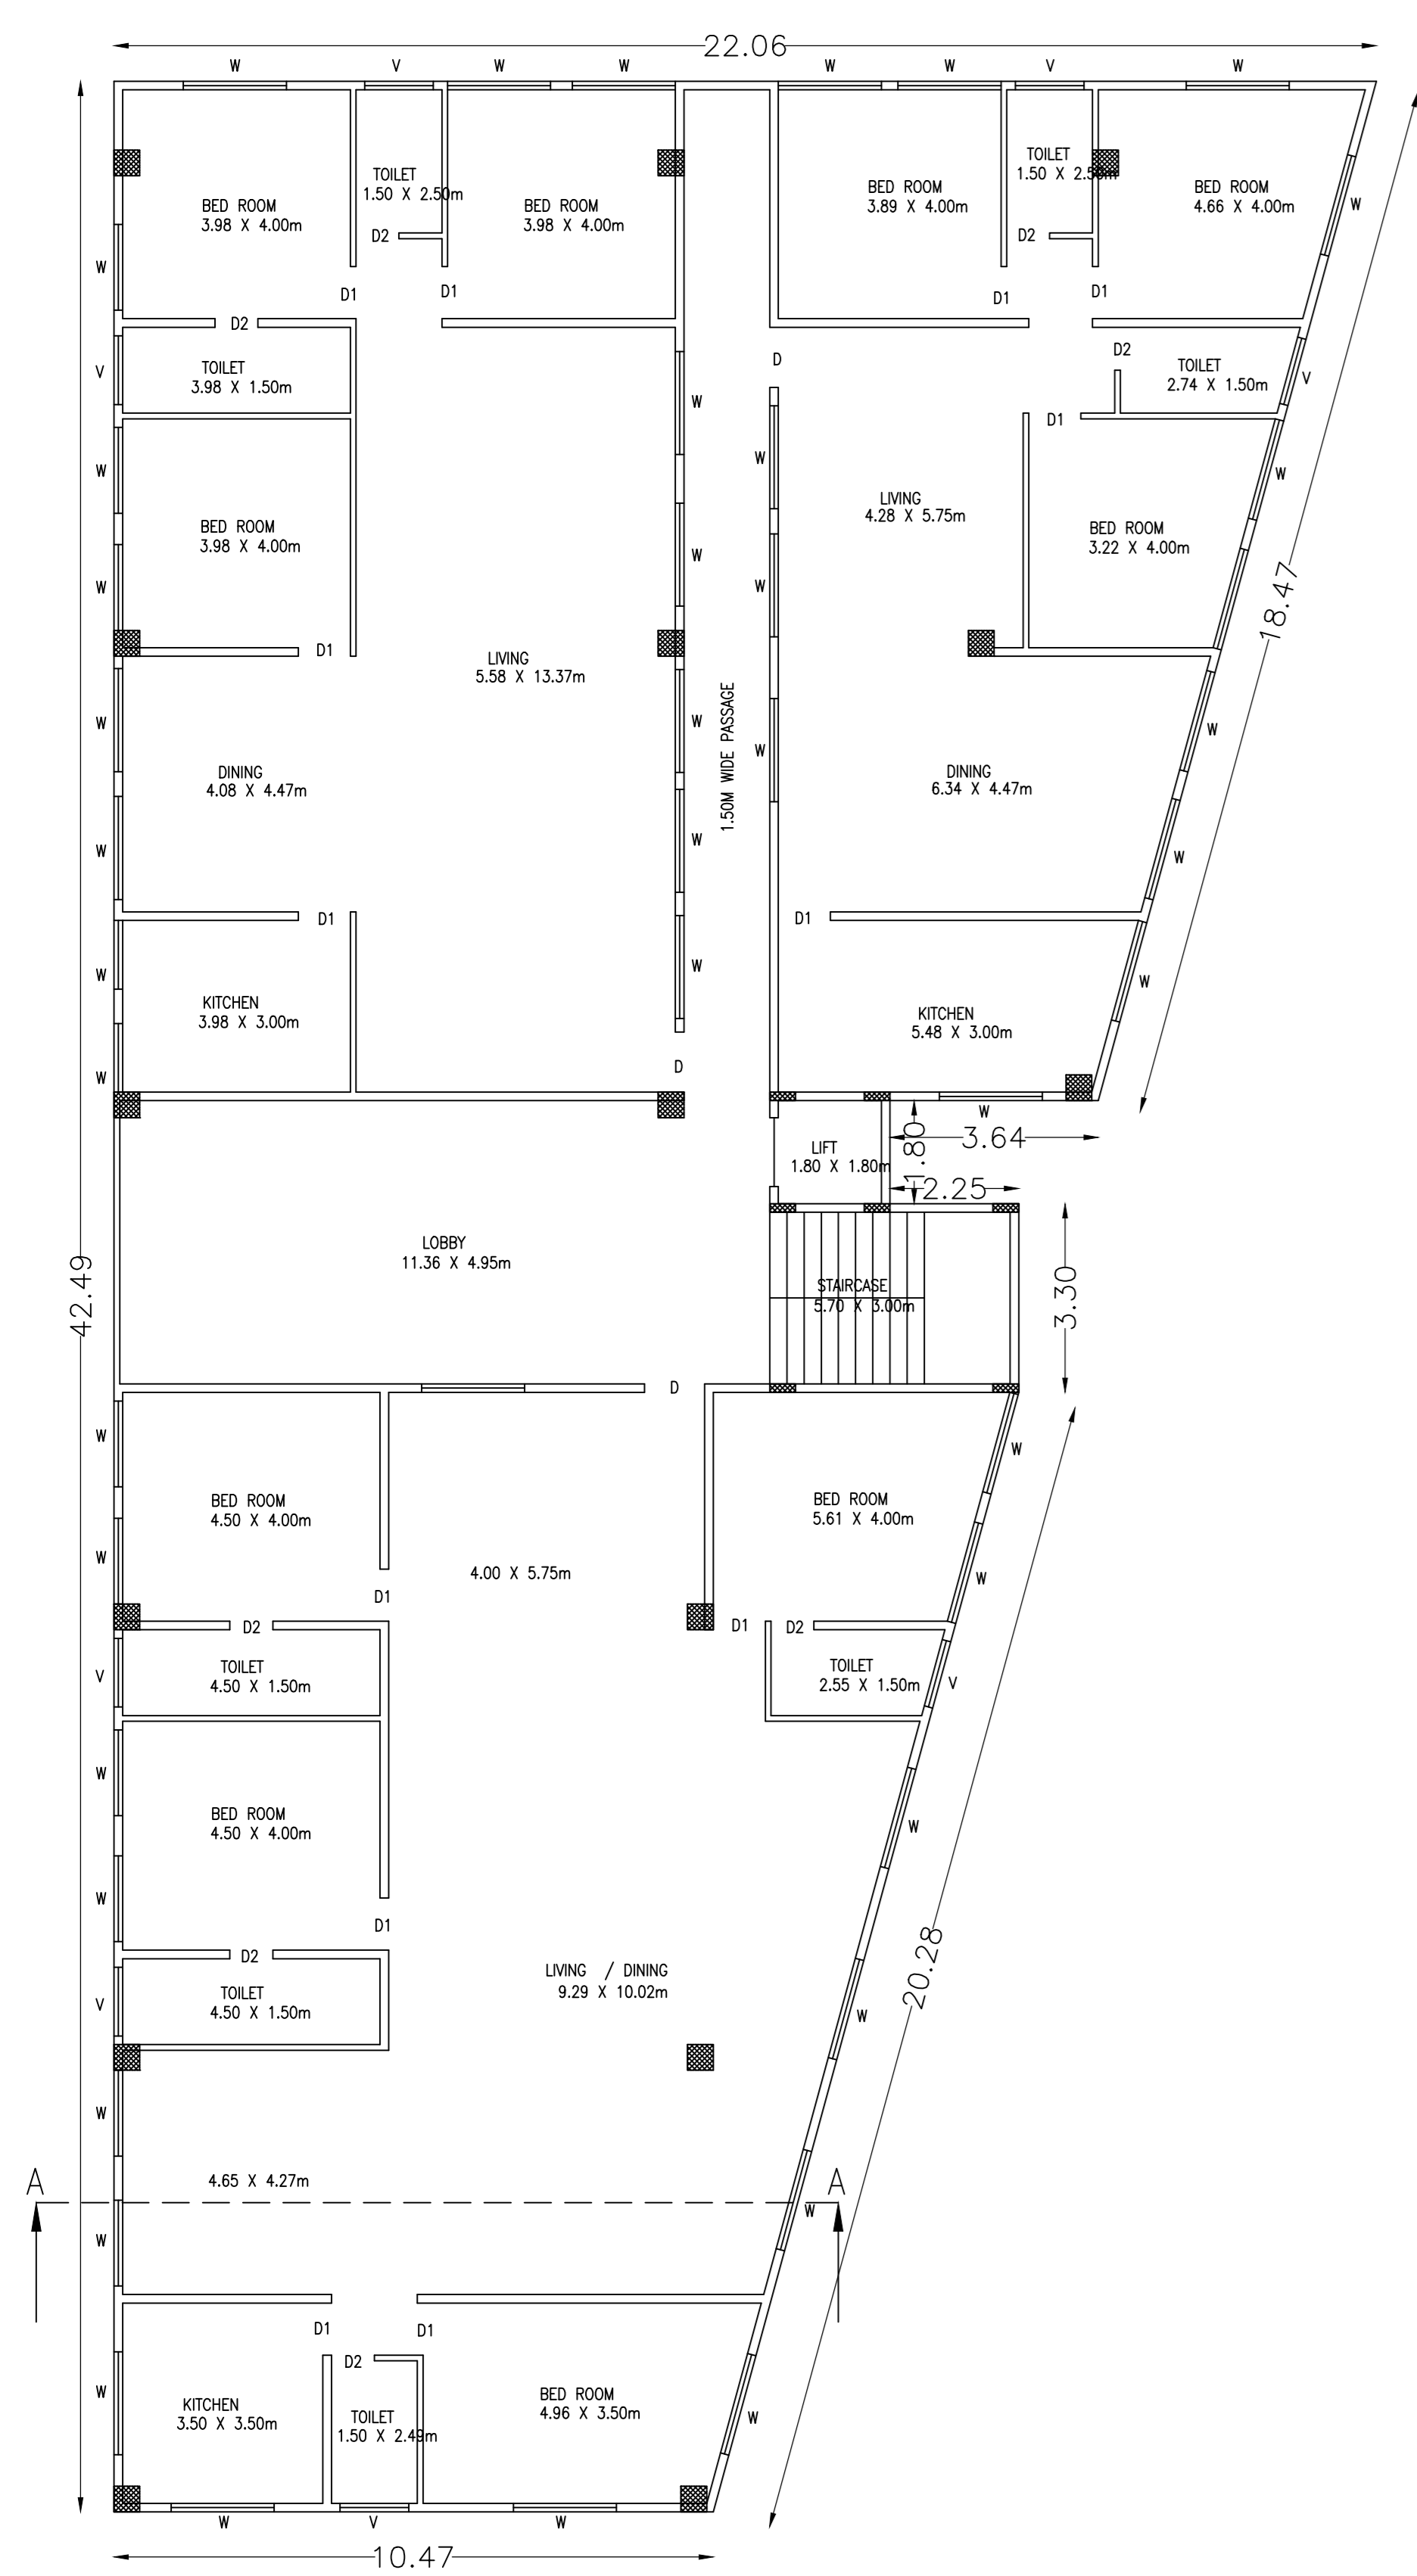 22.06
W V W W W W V W
TOILET
1.50 X 2.50m
TOILET
1.50 X 2.50m
BED ROOM
3.98 X 4.00m
BED ROOM
3.98 X 4.00m
BED ROOM
3.89 X 4.00m
BED ROOM
4.66 X 4.00m
W
D2
D2
W
D1
D1
D1
D1
D2
TOILET
3.98 X 1.50m
V
D
D2
TOILET
2.74 X 1.50m
V
W
D1
W
W
W
BED ROOM
3.98 X 4.00m
LIVING
4.28 X 5.75m
BED ROOM
3.22 X 4.00m
W
W
W
18.47
D1
LIVING
5.58 X 13.37m
1.50M WIDE PASSAGE
W
W
W
W
DINING
4.08 X 4.47m
DINING
6.34 X 4.47m
W
W
W
D1
D1
W
W
W
KITCHEN
3.98 X 3.00m
KITCHEN
5.48 X 3.00m
W
D
W
LIFT
1.80 X 1.80m
1.80
3.64
2.25
42.49
LOBBY
11.36 X 4.95m
STAIRCASE
5.70 X 3.00m
3.30
D
W
W
BED ROOM
4.50 X 4.00m
BED ROOM
5.61 X 4.00m
W
W
4.00 X 5.75m
D1
D2
D1
D2
TOILET
4.50 X 1.50m
TOILET
2.55 X 1.50m
V
V
W
BED ROOM
4.50 X 4.00m
W
W
D1
D2
LIVING / DINING
9.29 X 10.02m
20.28
TOILET
4.50 X 1.50m
V
W
W
4.65 X 4.27m
A
A
W
W
D1
D1
D2
W
KITCHEN
3.50 X 3.50m
TOILET
1.50 X 2.49m
BED ROOM
4.96 X 3.50m
W
W V W
10.47